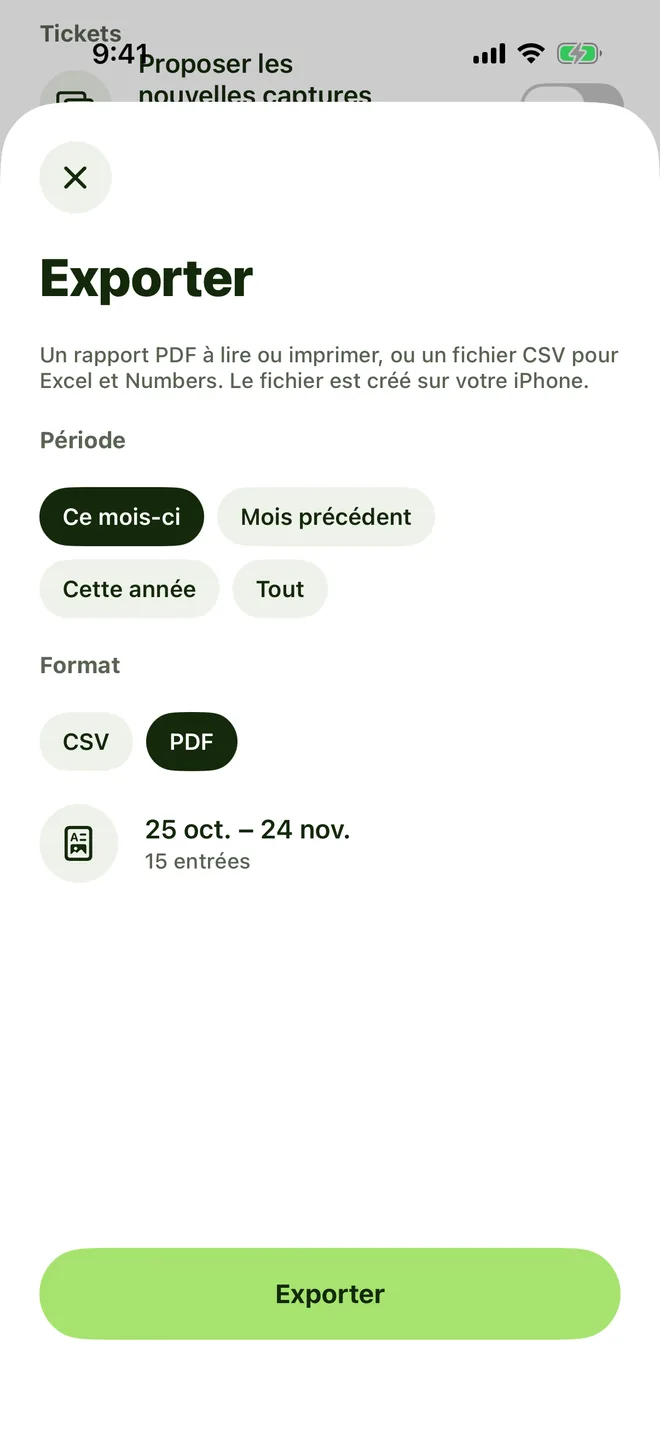 Tickets
9:41
Proposer les
nouvelles captures
Exporter
Un rapport PDF à lire ou imprimer, ou un fichier CSV pour
Excel et Numbers. Le fichier est créé sur votre iPhone.
Période
Ce mois-ci
Mois précédent
Cette année
Tout
Format
CSV
PDF
25 oct. – 24 nov.
15 entrées
Exporter